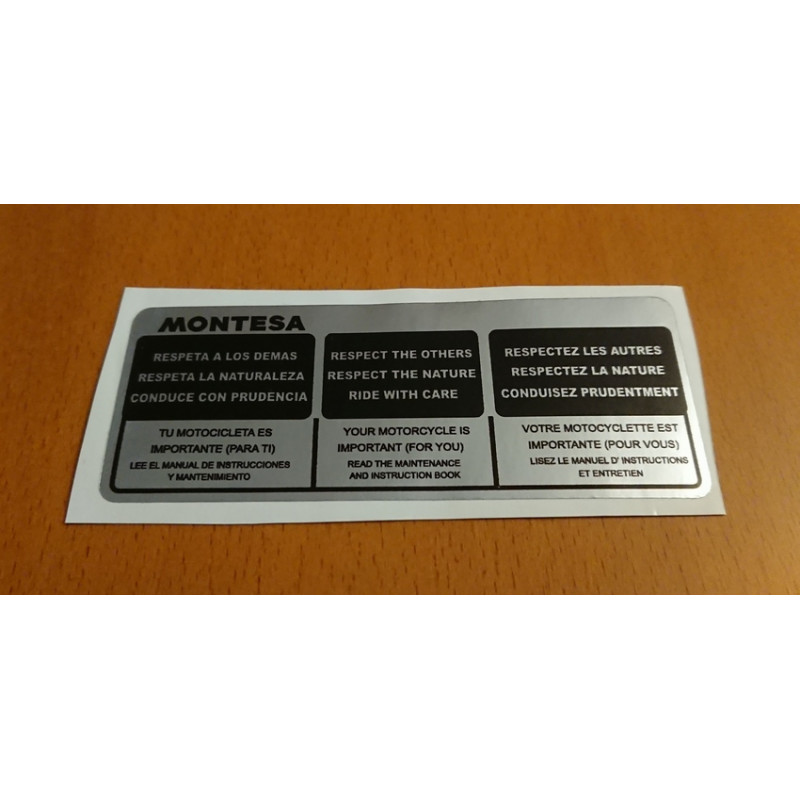 MONTESA
RESPETA A LOS DEMAS
RESPETA LA NATURALEZA
CONDUCE CON PRUDENCIA
TU MOTOCICLETA ES
IMPORTANTE (PARA TI)
LEE EL MANUAL DE INSTRUCCIONES
Y MANTENIMIENTO
RESPECT THE OTHERS
RESPECT THE NATURE
RIDE WITH CARE
YOUR MOTORCYCLE IS
IMPORTANT (FOR YOU)
READ THE MAINTENANCE
AND INSTRUCTION BOOK
RESPECTEZ LES AUTRES
RESPECTEZ LA NATURE
CONDUISEZ PRUDENTMENT
VOTRE MOTOCYCLETTE EST
IMPORTANTE (POUR VOUS)
LISEZ LE MANUEL D' INSTRUCTIONS
ET ENTRETIEN